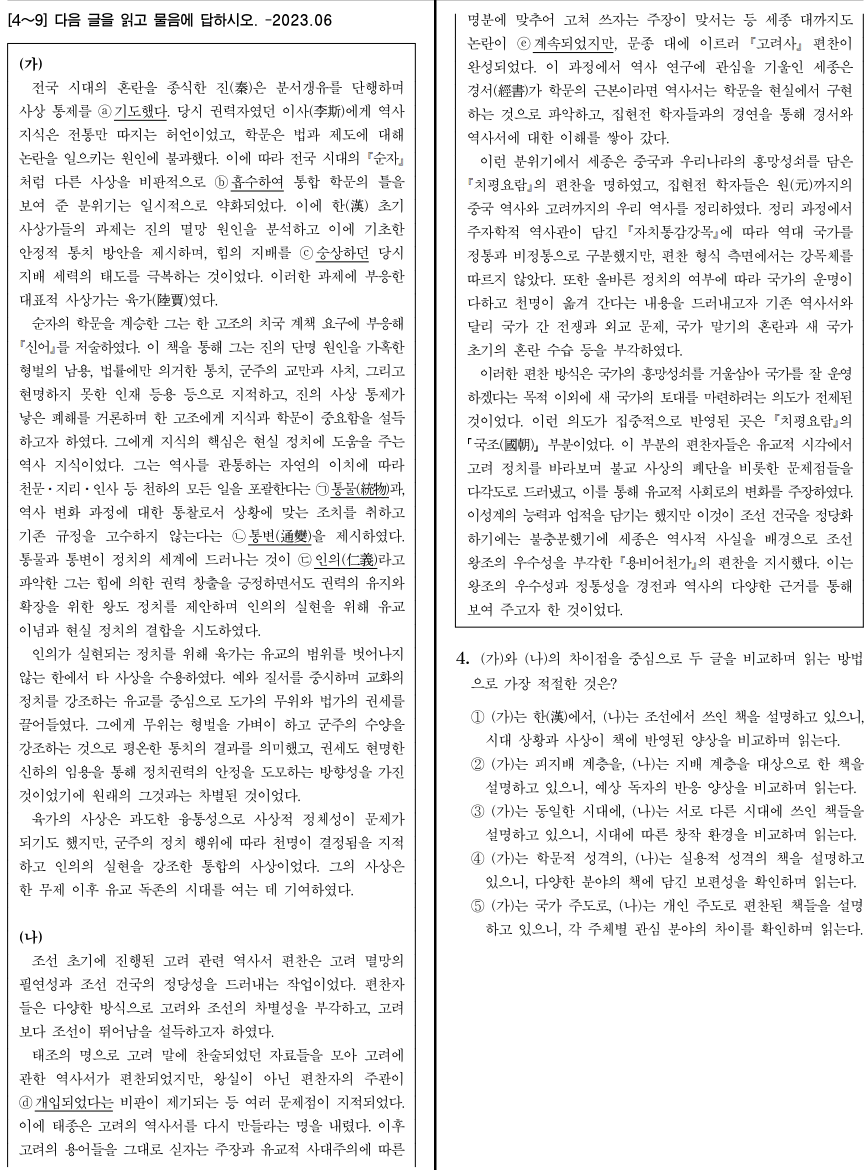 [4~9] 다음 글을 읽고 물음에 답하시오. -2023.06
(가)
전국 시대의 혼란을 종식한 진(秦)은 분서갱유를 단행하며
사상 통제를 ⓐ기도했다. 당시 권력자였던 이사(李斯)에게 역사
지식은 전통만 따지는 허언이었고, 학문은 법과 제도에 대해
논란을 일으키는 원인에 불과했다. 이에 따라 전국 시대의 『순자』
처럼 다른 사상을 비판적으로 ⓑ흡수하여 통합 학문의 틀을
보여 준 분위기는 일시적으로 약화되었다. 이에 한(漢) 초기
사상가들의 과제는 진의 멸망 원인을 분석하고 이에 기초한
안정적 통치 방안을 제시하며, 힘의 지배를 ⓒ숭상하던 당시
지배 세력의 태도를 극복하는 것이었다. 이러한 과제에 부응한
대표적 사상가는 육가(陸賈)였다.
순자의 학문을 계승한 그는 한 고조의 치국 계책 요구에 부응해
『신어』를 저술하였다. 이 책을 통해 그는 진의 단명 원인을 가혹한
형벌의 남용, 법률에만 의거한 통치, 군주의 교만과 사치, 그리고
현명하지 못한 인재 등용 등으로 지적하고, 진의 사상 통제가
낳은 폐해를 거론하며 한 고조에게 지식과 학문이 중요함을 설득
하고자 하였다. 그에게 지식의 핵심은 현실 정치에 도움을 주는
역사 지식이었다. 그는 역사를 관통하는 자연의 이치에 따라
천문·지리·인사 등 천하의 모든 일을 포괄한다는 ㉠통물(統物)과,
역사 변화 과정에 대한 통찰로서 상황에 맞는 조치를 취하고
기존 규정을 고수하지 않는다는 ㉡통변(通變)을 제시하였다.
통물과 통변이 정치의 세계에 드러나는 것이 ㉢인의(仁義)라고
파악한 그는 힘에 의한 권력 창출을 긍정하면서도 권력의 유지와
확장을 위한 왕도 정치를 제안하며 인의의 실현을 위해 유교
이념과 현실 정치의 결합을 시도하였다.
인의가 실현되는 정치를 위해 육가는 유교의 범위를 벗어나지
않는 한에서 타 사상을 수용하였다. 예와 질서를 중시하며 교화의
정치를 강조하는 유교를 중심으로 도가의 무위와 법가의 권세를
끌어들였다. 그에게 무위는 형벌을 가벼이 하고 군주의 수양을
강조하는 것으로 평온한 통치의 결과를 의미했고, 권세도 현명한
신하의 임용을 통해 정치권력의 안정을 도모하는 방향성을 가진
것이었기에 원래의 그것과는 차별된 것이었다.
육가의 사상은 과도한 융통성으로 사상적 정체성이 문제가
되기도 했지만, 군주의 정치 행위에 따라 천명이 결정됨을 지적
하고 인의의 실현을 강조한 통합의 사상이었다. 그의 사상은
한 무제 이후 유교 독존의 시대를 여는 데 기여하였다.
(나)
조선 초기에 진행된 고려 관련 역사서 편찬은 고려 멸망의
필연성과 조선 건국의 정당성을 드러내는 작업이었다. 편찬자
들은 다양한 방식으로 고려와 조선의 차별성을 부각하고, 고려
보다 조선이 뛰어남을 설득하고자 하였다.
태조의 명으로 고려 말에 찬술되었던 자료들을 모아 고려에
관한 역사서가 편찬되었지만, 왕실이 아닌 편찬자의 주관이
ⓓ개입되었다는 비판이 제기되는 등 여러 문제점이 지적되었다.
이에 태종은 고려의 역사서를 다시 만들라는 명을 내렸다. 이후
고려의 용어들을 그대로 싣자는 주장과 유교적 사대주의에 따른
명분에 맞추어 고쳐 쓰자는 주장이 맞서는 등 세종 대까지도
논란이 ⓔ계속되었지만, 문종 대에 이르러 『고려사』 편찬이
완성되었다. 이 과정에서 역사 연구에 관심을 기울인 세종은
경서(經書)가 학문의 근본이라면 역사서는 학문을 현실에서 구현
하는 것으로 파악하고, 집현전 학자들과의 경연을 통해 경서와
역사서에 대한 이해를 쌓아 갔다.
이런 분위기에서 세종은 중국과 우리나라의 흥망성쇠를 담은
『치평요람』의 편찬을 명하였고, 집현전 학자들은 원(元)까지의
중국 역사와 고려까지의 우리 역사를 정리하였다. 정리 과정에서
주자학적 역사관이 담긴 『자치통감강목』에 따라 역대 국가를
정통과 비정통으로 구분했지만, 편찬 형식 측면에서는 강목체를
따르지 않았다. 또한 올바른 정치의 여부에 따라 국가의 운명이
다하고 천명이 옮겨 간다는 내용을 드러내고자 기존 역사서와
달리 국가 간 전쟁과 외교 문제, 국가 말기의 혼란과 새 국가
초기의 혼란 수습 등을 부각하였다.
이러한 편찬 방식은 국가의 흥망성쇠를 거울삼아 국가를 잘 운영
하겠다는 목적 이외에 새 국가의 토대를 마련하려는 의도가 전제된
것이었다. 이런 의도가 집중적으로 반영된 곳은 『치평요람』의
「국조(國朝)」 부분이었다. 이 부분의 편찬자들은 유교적 시각에서
고려 정치를 바라보며 불교 사상의 폐단을 비롯한 문제점들을
다각도로 드러냈고, 이를 통해 유교적 사회로의 변화를 주장하였다.
이성계의 능력과 업적을 담기는 했지만 이것이 조선 건국을 정당화
하기에는 불충분했기에 세종은 역사적 사실을 배경으로 조선
왕조의 우수성을 부각한 『용비어천가』의 편찬을 지시했다. 이는
왕조의 우수성과 정통성을 경전과 역사의 다양한 근거를 통해
보여 주고자 한 것이었다.
4. (가)와 (나)의 차이점을 중심으로 두 글을 비교하며 읽는 방법
으로 가장 적절한 것은?
① (가)는 한(漢)에서, (나)는 조선에서 쓰인 책을 설명하고 있으니,
시대 상황과 사상이 책에 반영된 양상을 비교하며 읽는다.
② (가)는 피지배 계층을, (나)는 지배 계층을 대상으로 한 책을
설명하고 있으니, 예상 독자의 반응 양상을 비교하며 읽는다.
③ (가)는 동일한 시대에, (나)는 서로 다른 시대에 쓰인 책들을
설명하고 있으니, 시대에 따른 창작 환경을 비교하며 읽는다.
④ (가)는 학문적 성격의, (나)는 실용적 성격의 책을 설명하고
있으니, 다양한 분야의 책에 담긴 보편성을 확인하며 읽는다.
⑤ (가)는 국가 주도로, (나)는 개인 주도로 편찬된 책들을 설명
하고 있으니, 각 주체별 관심 분야의 차이를 확인하며 읽는다.